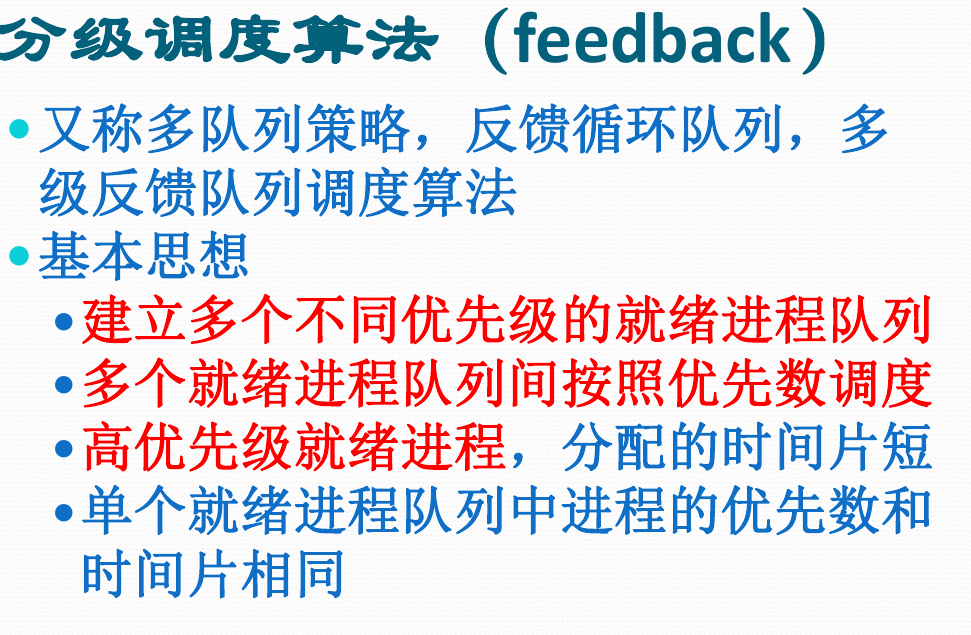 分级调度算法（feedback）
•又称多队列策略，反馈循环队列，多
级反馈队列调度算法
•基本思想
•建立多个不同优先级的就绪进程队列
•多个就绪进程队列间按照优先数调度
•高优先级就绪进程，分配的时间片短
•单个就绪进程队列中进程的优先数和
时间片相同